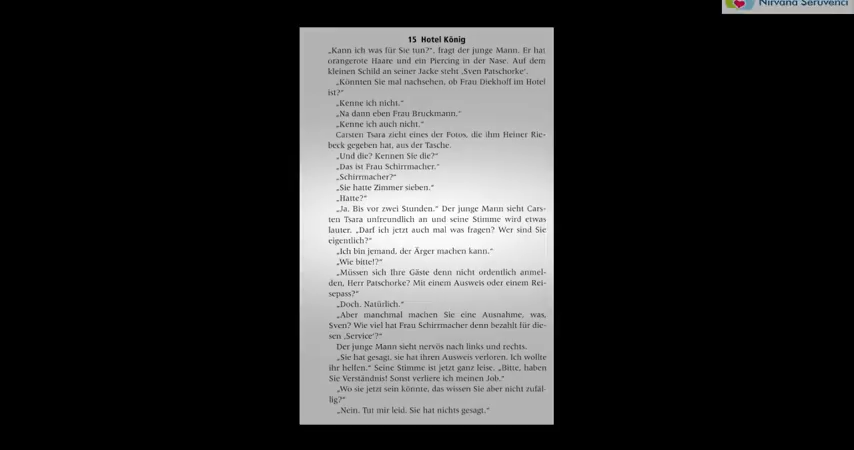 Nirvana Seruvenci
15 Hotel König
„Kann ich was für Sie tun?“, fragt der junge Mann. Er hat
orangerote Haare und ein Piercing in der Nase. Auf dem
kleinen Schild an seiner Jacke steht ‚Sven Patschorke‘.
„Könnten Sie mal nachsehen, ob Frau Diekhoff im Hotel
ist?“
„Kenne ich nicht.“
„Na dann eben Frau Bruckmann.“
„Kenne ich auch nicht.“
Carsten Tsara zieht eines der Fotos, die ihm Heiner Rie-
beck gegeben hat, aus der Tasche.
„Und die? Kennen Sie die?“
„Das ist Frau Schirrmacher.“
„Schirrmacher?“
„Sie hatte Zimmer sieben.“
„Hatte?“
„Ja. Bis vor zwei Stunden.“ Der junge Mann sieht Cars-
ten Tsara unfreundlich an und seine Stimme wird etwas
lauter. „Darf ich jetzt auch mal was fragen? Wer sind Sie
eigentlich?“
„Ich bin jemand, der Ärger machen kann.“
„Wie bitte!?“
„Müssen sich Ihre Gäste denn nicht ordentlich anmel-
den, Herr Patschorke? Mit einem Ausweis oder einem Rei-
sepass?“
„Doch. Natürlich.“
„Aber manchmal machen Sie eine Ausnahme, was,
Sven? Wie viel hat Frau Schirrmacher denn bezahlt für die-
sen ‚Service‘?“
Der junge Mann sieht nervös nach links und rechts.
„Sie hat gesagt, sie hat ihren Ausweis verloren. Ich wollte
ihr helfen.“ Seine Stimme ist jetzt ganz leise. „Bitte, haben
Sie Verständnis! Sonst verliere ich meinen Job.“
„Wo sie jetzt sein könnte, das wissen Sie aber nicht zufäl-
lig?“
„Nein. Tut mir leid. Sie hat nichts gesagt.“